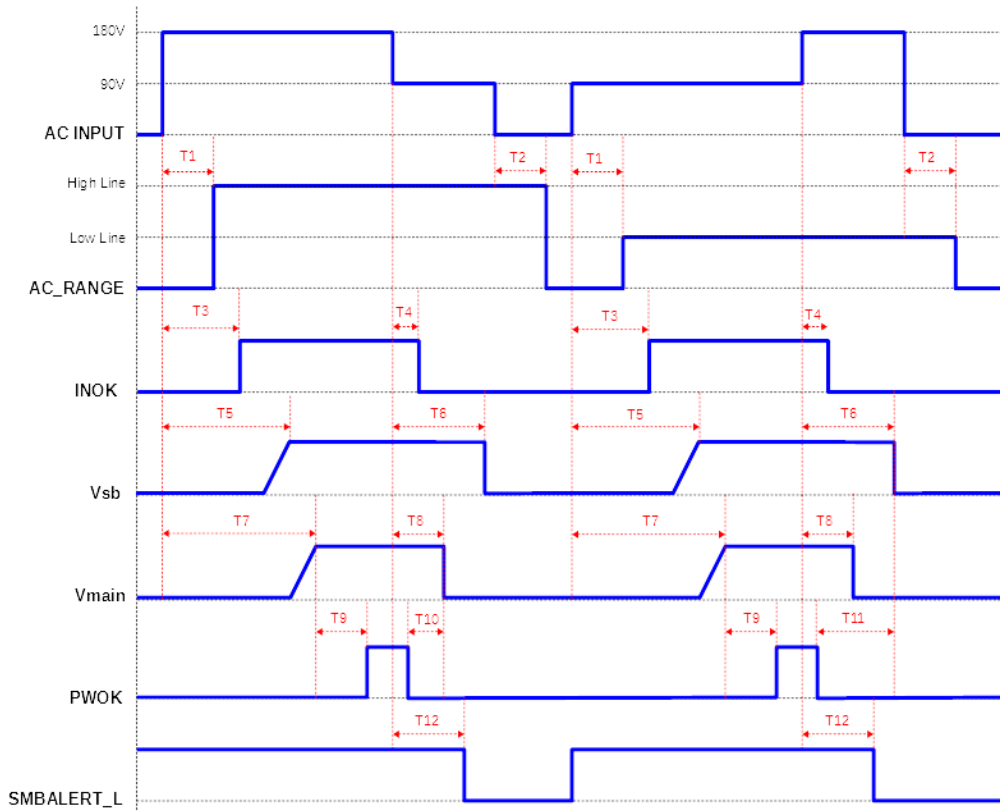 180V
90V
AC INPUT
T1
T2
T1
T2
High Line
Low Line
AC_RANGE
T3
T4
T3
T4
INOK
T5
T6
T5
T6
Vsb
T7
T8
T7
T8
Vmain
T9
T10
T9
T11
PWOK
T12
T12
SMBALERT_L